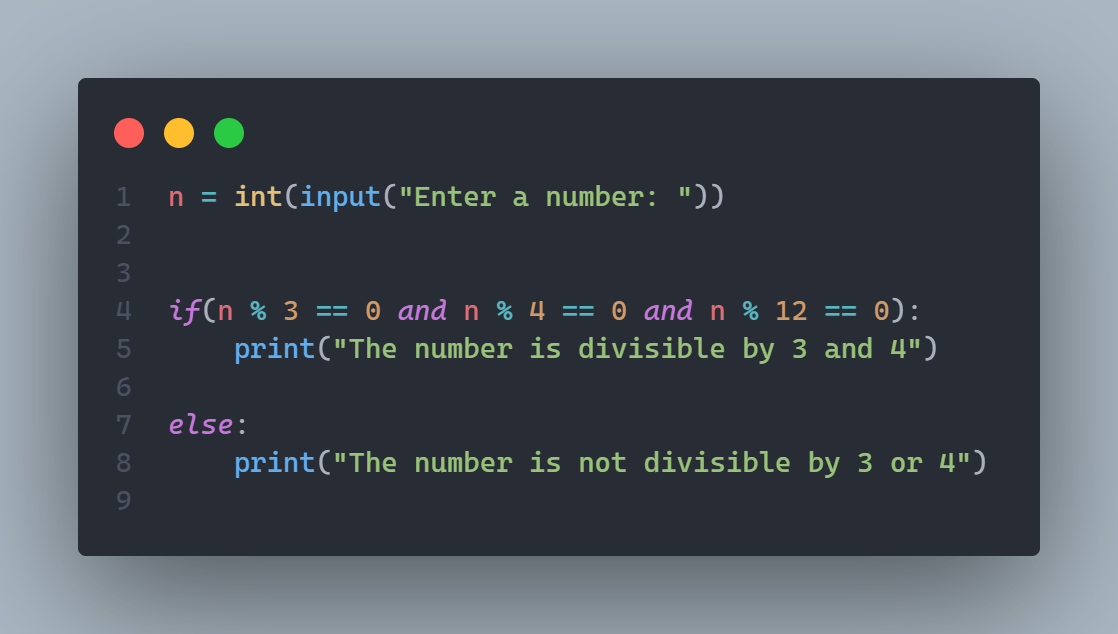 1 n = int(input("Enter a number: "))
2
3
4 if(n % 3 == 0 and n % 4 == 0 and n % 12 == 0):
5     print("The number is divisible by 3 and 4")
6
7 else:
8     print("The number is not divisible by 3 or 4")
9